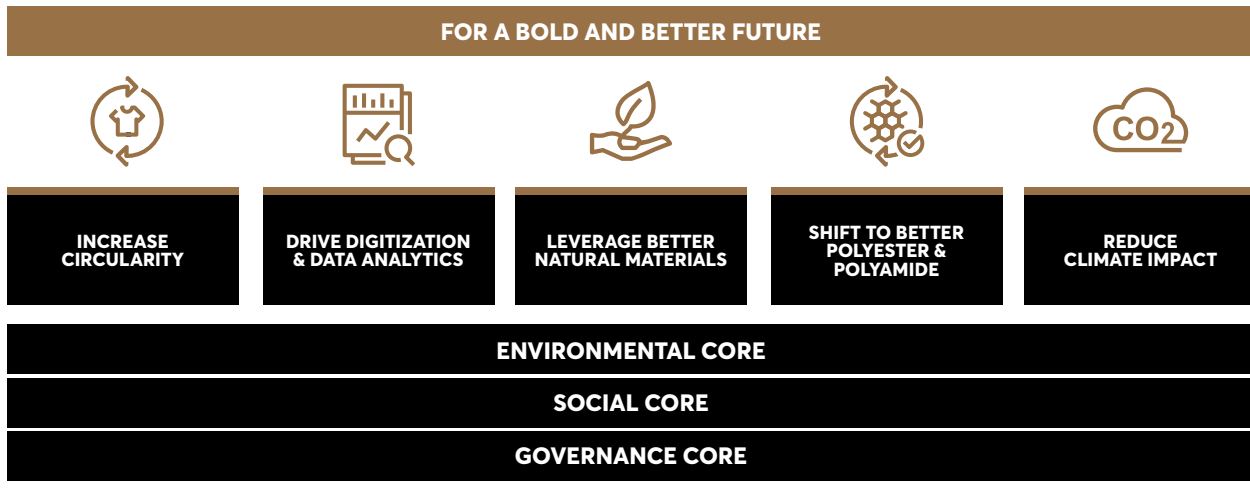 FOR A BOLD AND BETTER FUTURE
CO2
INCREASE
CIRCULARITY
DRIVE DIGITIZATION
& DATA ANALYTICS
LEVERAGE BETTER
NATURAL MATERIALS
SHIFT TO BETTER
POLYESTER &
POLYAMIDE
REDUCE
CLIMATE IMPACT
ENVIRONMENTAL CORE
SOCIAL CORE
GOVERNANCE CORE